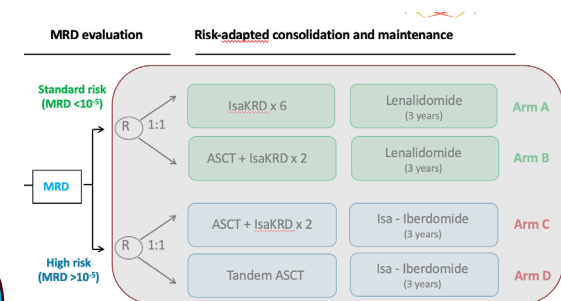 MRD evaluation
Risk-adapted consolidation and maintenance
Standard risk
(MRD <10-5)
R
1:1
IsaKRD x 6
Lenalidomide
(3 years)
Arm A
ASCT + IsaKRD x 2
Lenalidomide
(3 years)
Arm B
MRD
R
1:1
ASCT + IsaKRD x 2
Isa - Iberdomide
(3 years)
Arm C
High risk
(MRD >10-5)
Tandem ASCT
Isa - Iberdomide
(3 years)
Arm D